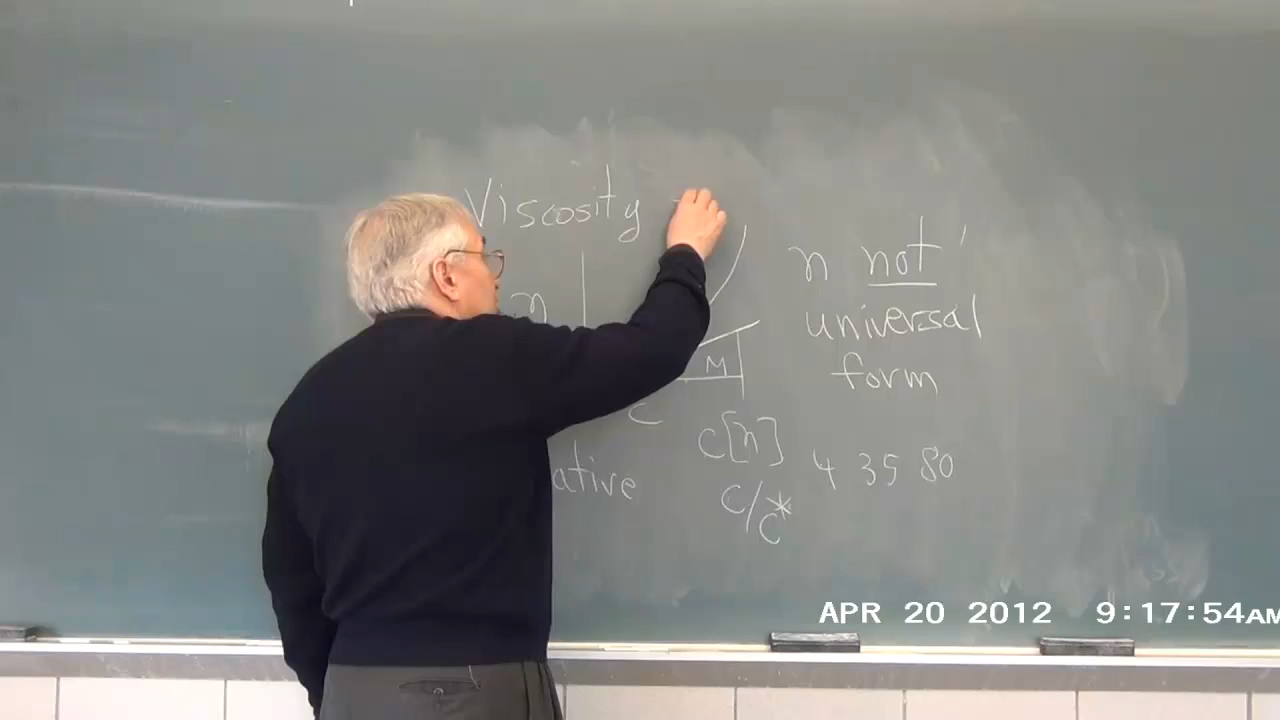 Viscosity
η
η not
universal
form
M
c
c[η] 4 35 80
ative
c/c*
APR 20 2012 9:17:54AM